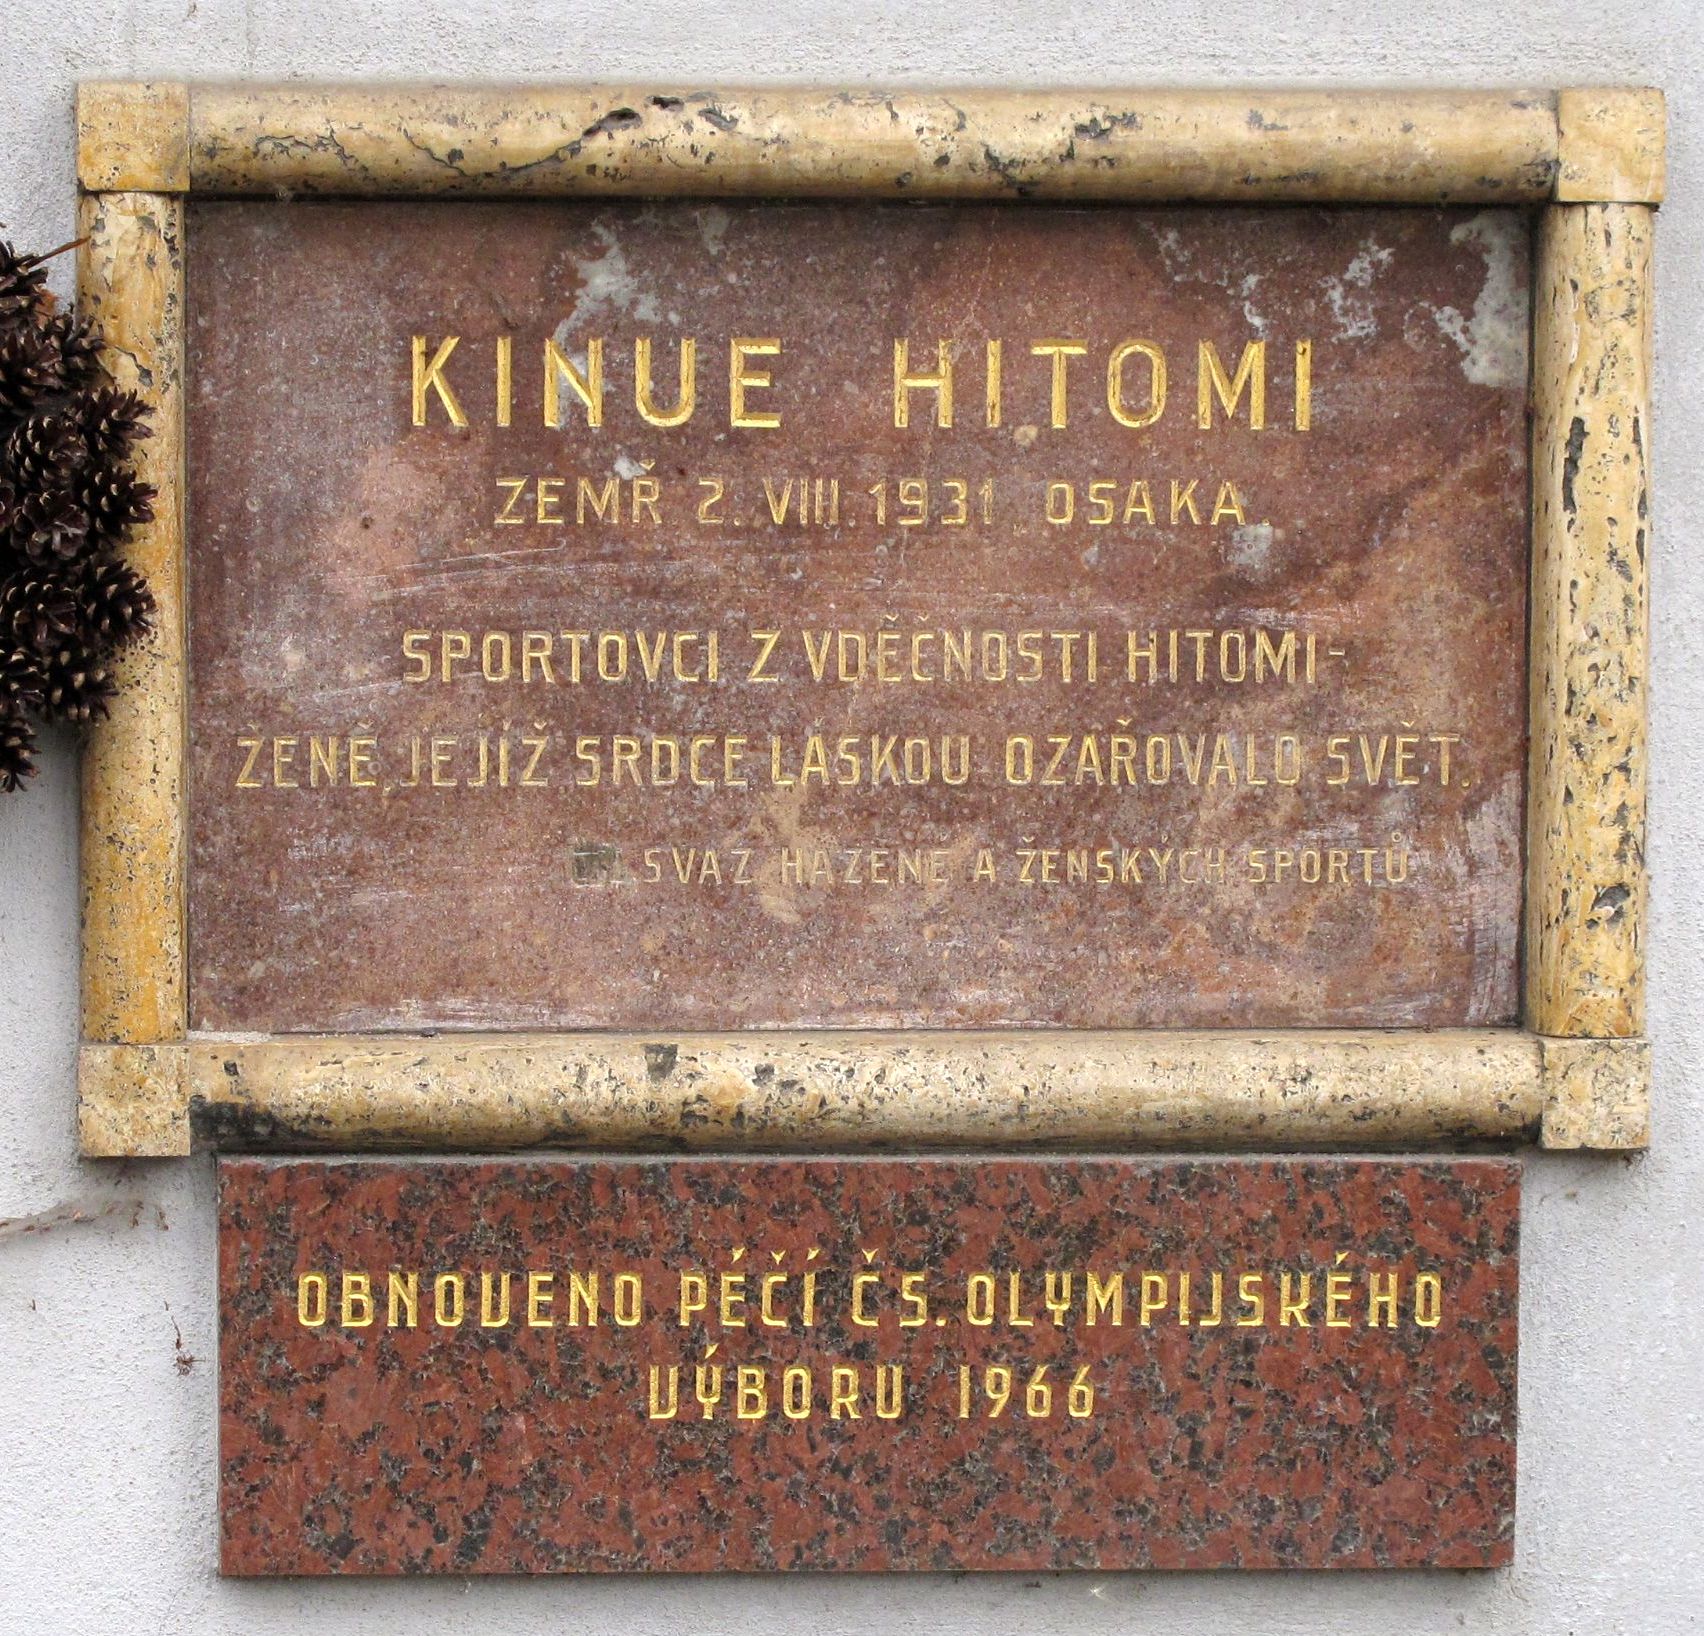 KINUE HITOMI
ZEMŘ 2. VIII. 1931 OSAKA.
SPORTOVCI Z VDĚČNOSTI HITOMI-
ŽENĚ, JEJÍŽ SRDCE LÁSKOU OZAŘOVALO SVĚT.
SVAZ HÁZENÉ A ŽENSKÝCH SPORTŮ
OBNOVENO PÉČÍ ČS. OLYMPIJSKÉHO
VÝBORU 1966